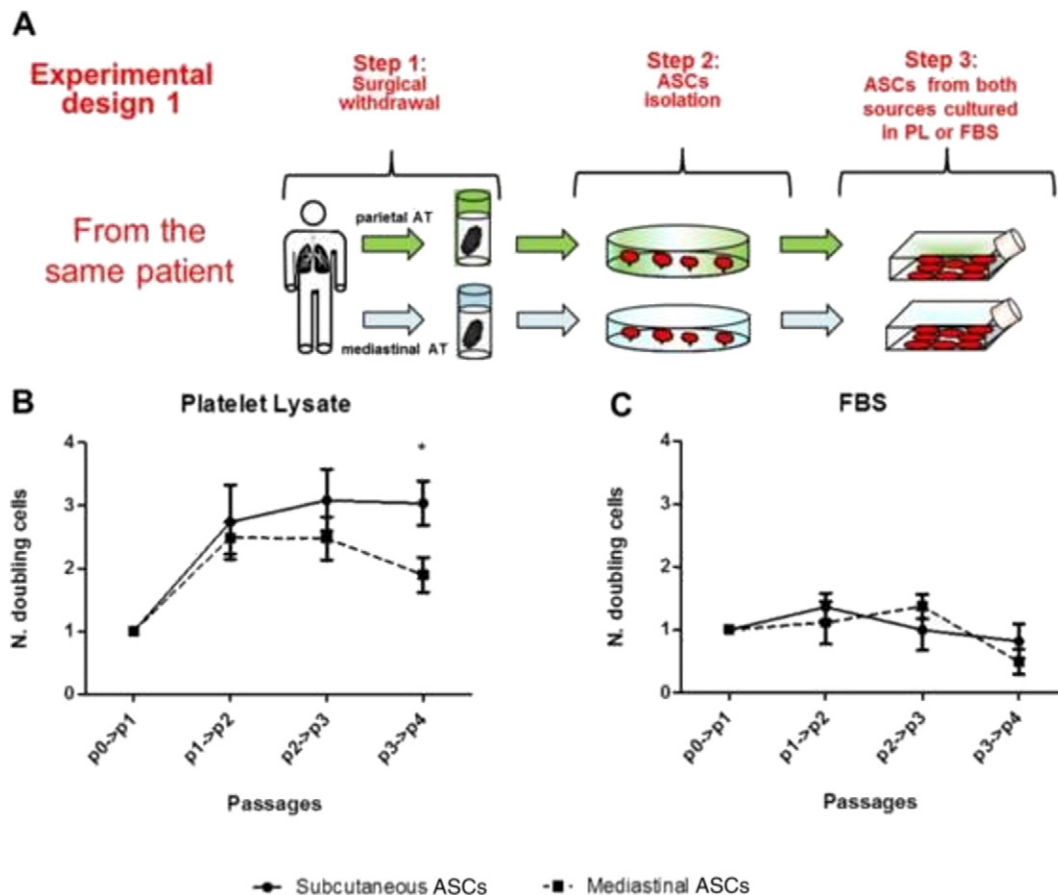 A
Experimental
design 1
Step 1:
Surgical
withdrawal
Step 2:
ASCs
isolation
Step 3:
ASCs from both
sources cultured
in PL or FBS
From the
same patient
parietal AT
mediastinal AT
B
Platelet Lysate
N. doubling cells
4
3
2
1
0
*
p0->p1
p1->p2
p2->p3
p3->p4
Passages
C
FBS
N. doubling cells
4
3
2
1
0
p0->p1
p1->p2
p2->p3
p3->p4
Passages
Subcutaneous ASCs
Mediastinal ASCs